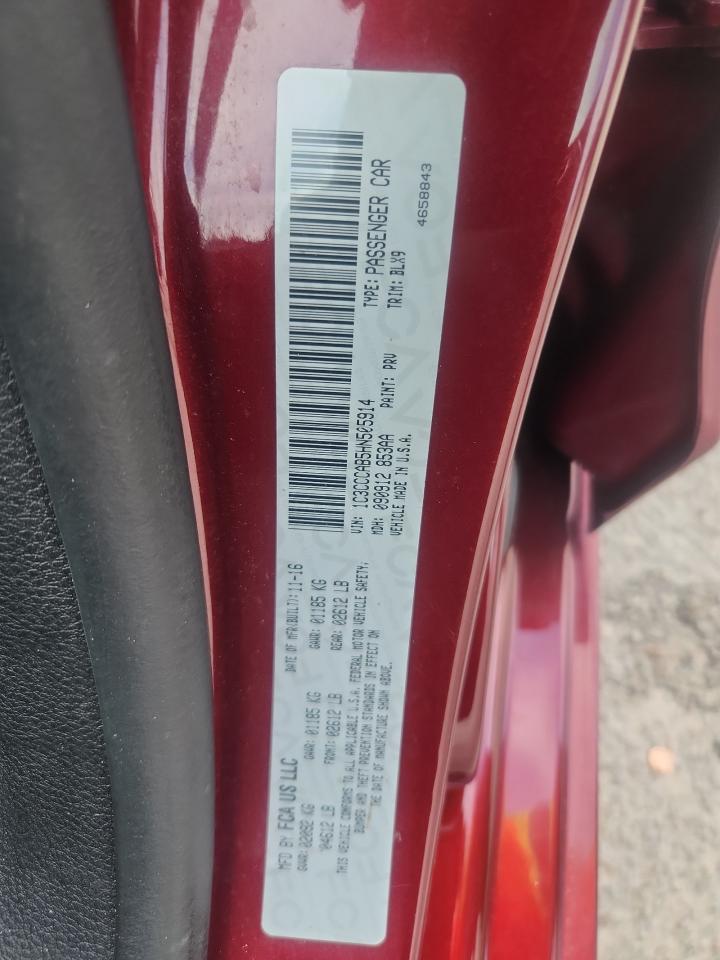 MFD BY FCA US LLC
DATE OF MFR(BUILT): 11-16
GVWR: 02092 KG
GAWR: 01185 KG
GAWR: 01185 KG
04612 LB
FRONT: 02612 LB
REAR: 02612 LB
THIS VEHICLE CONFORMS TO ALL APPLICABLE U.S.A. FEDERAL MOTOR VEHICLE SAFETY,
BUMPER AND THEFT PREVENTION STANDARDS IN EFFECT ON
THE DATE OF MANUFACTURE SHOWN ABOVE.
VIN: 1C3CCCAB5HN505914
TYPE: PASSENGER CAR
MDH: 090912 853AA
PAINT: PRV
TRIM: BLX9
VEHICLE MADE IN U.S.A.
4658843